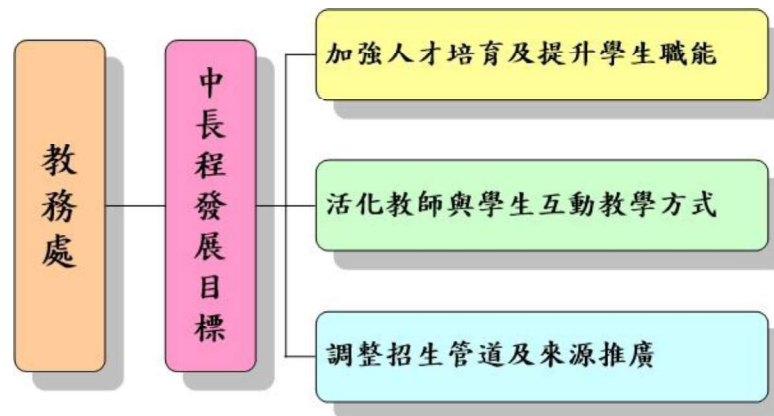 教務處
中長程發展目標
加強人才培育及提升學生職能
活化教師與學生互動教學方式
調整招生管道及來源推廣